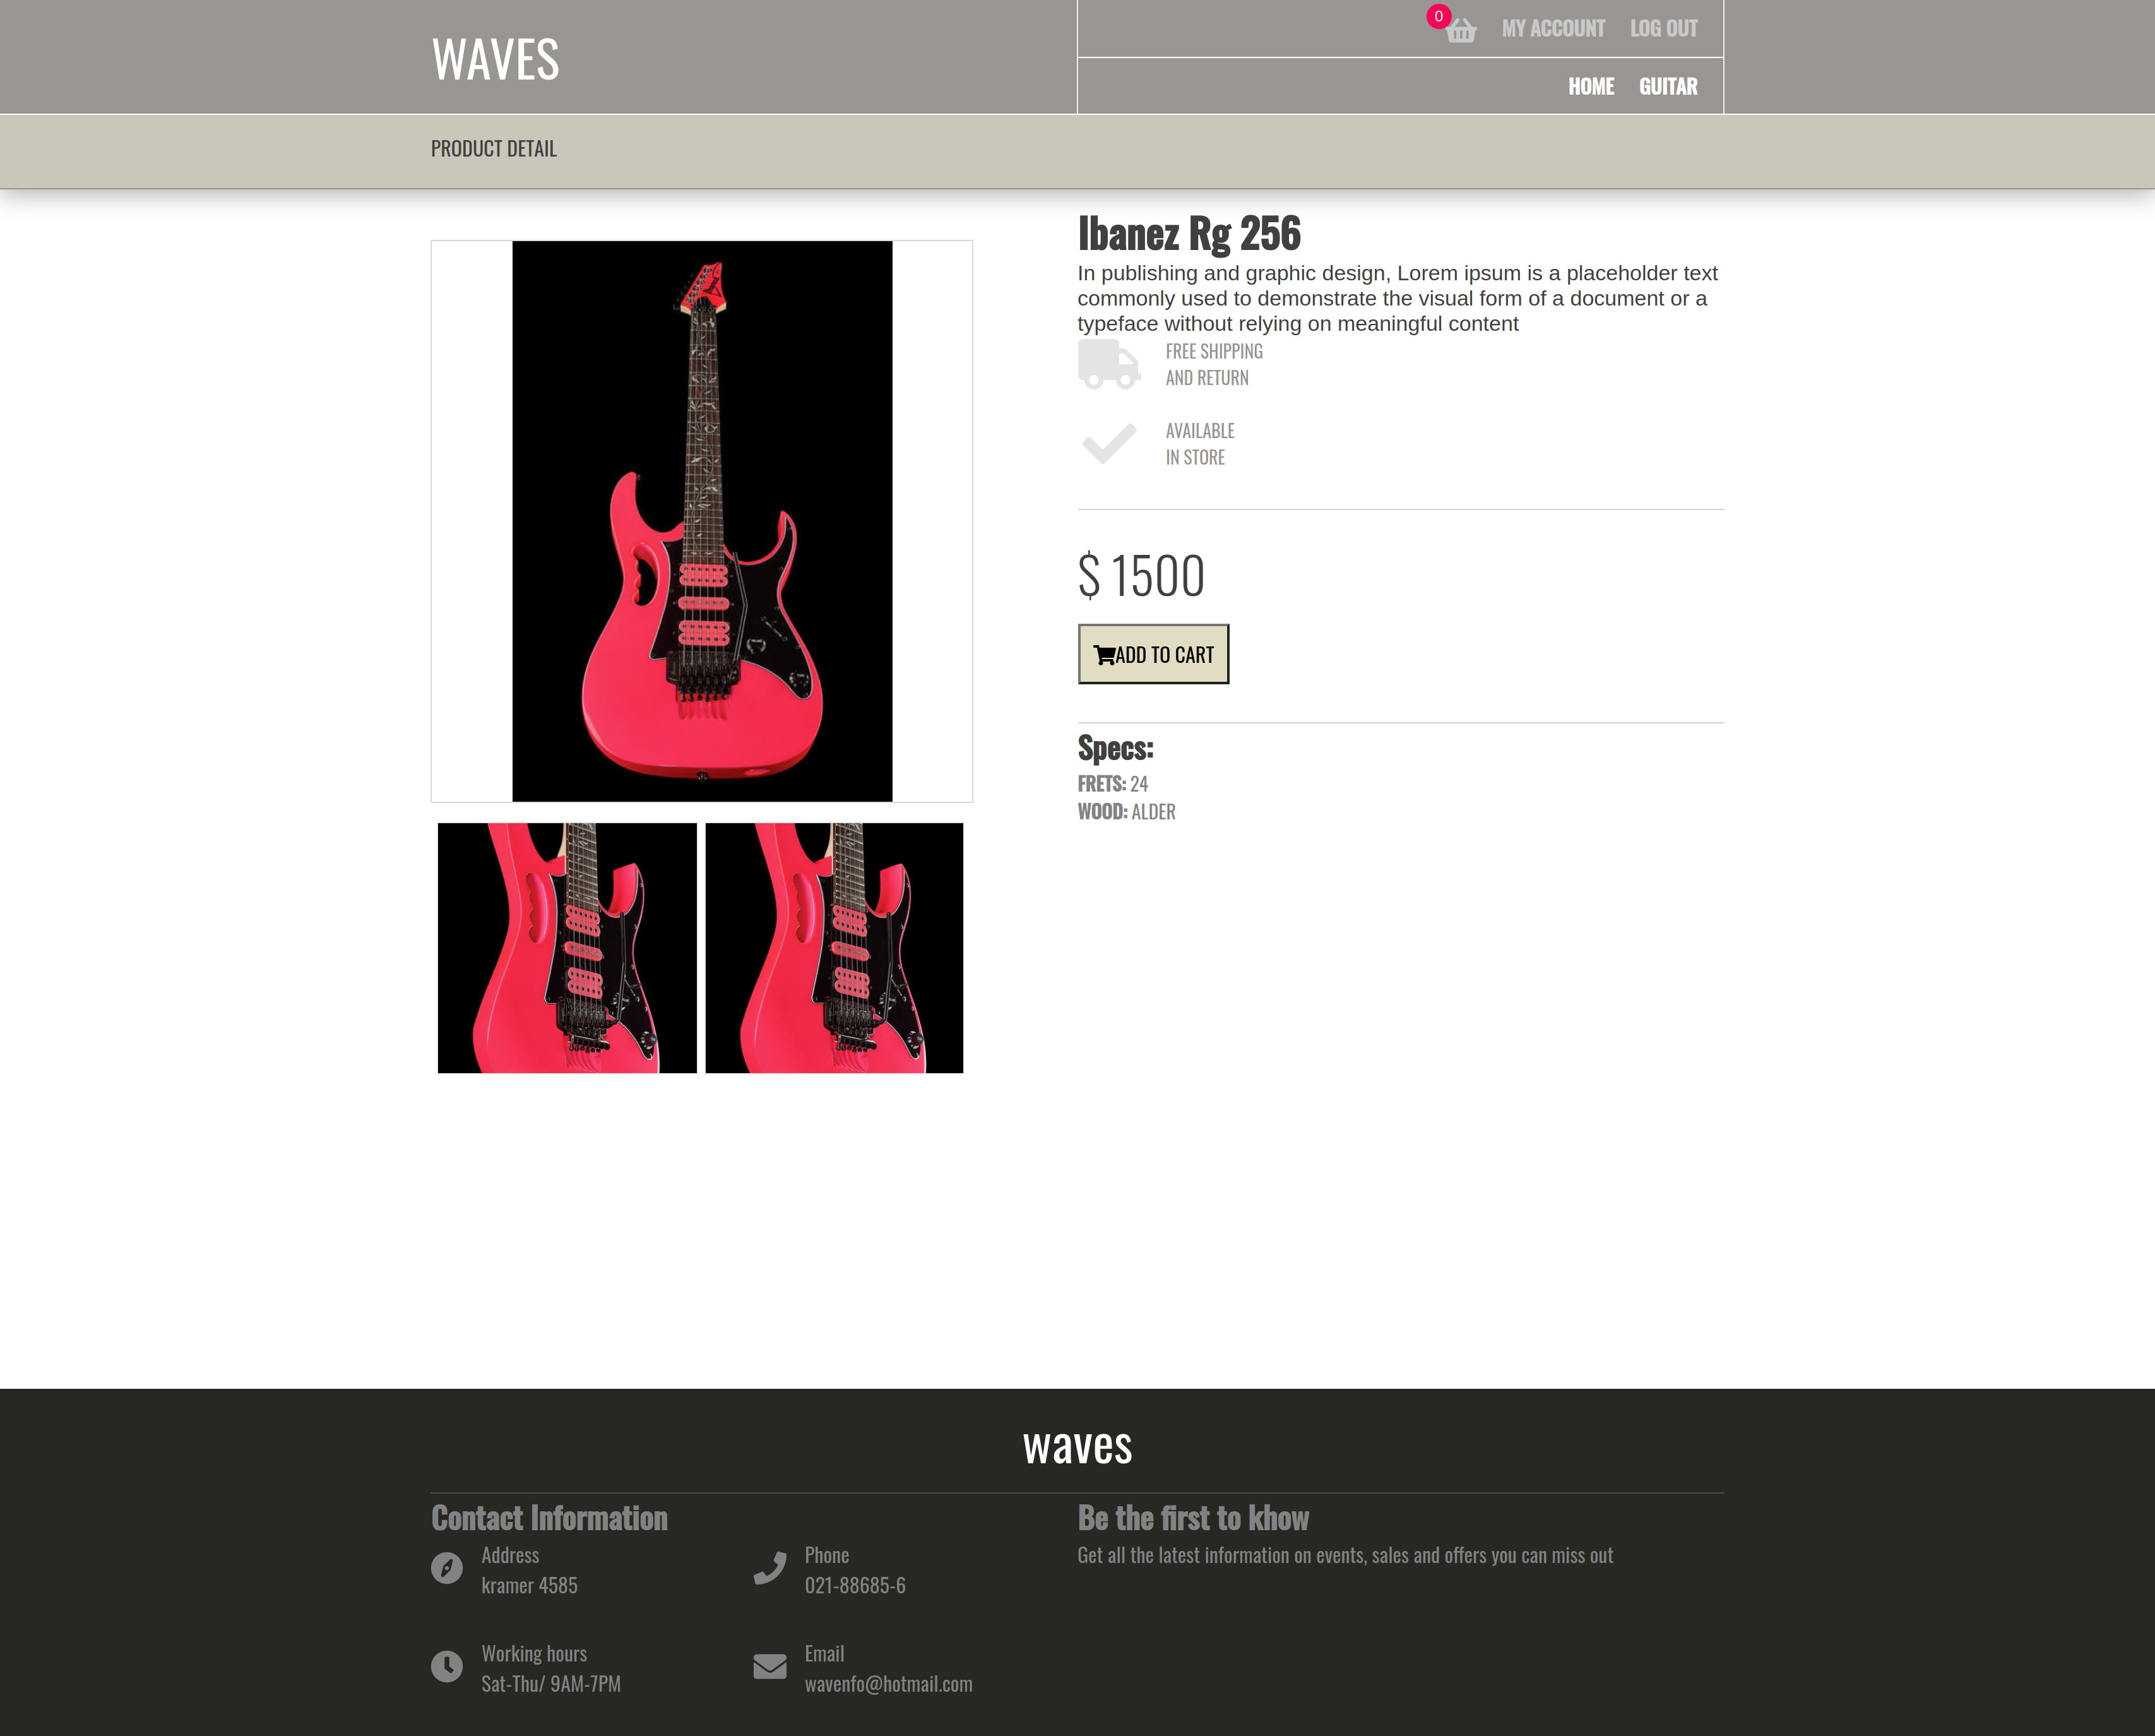 WAVES
0
MY ACCOUNT LOG OUT
HOME GUITAR
PRODUCT DETAIL
Ibanez Rg 256
In publishing and graphic design, Lorem ipsum is a placeholder text
commonly used to demonstrate the visual form of a document or a
typeface without relying on meaningful content
FREE SHIPPING
AND RETURN
AVAILABLE
IN STORE
$ 1500
ADD TO CART
Specs:
FRETS: 24
WOOD: ALDER
waves
Contact Information
Address
kramer 4585
Phone
021-88685-6
Working hours
Sat-Thu/ 9AM-7PM
Email
wavenfo@hotmail.com
Be the first to khow
Get all the latest information on events, sales and offers you can miss out